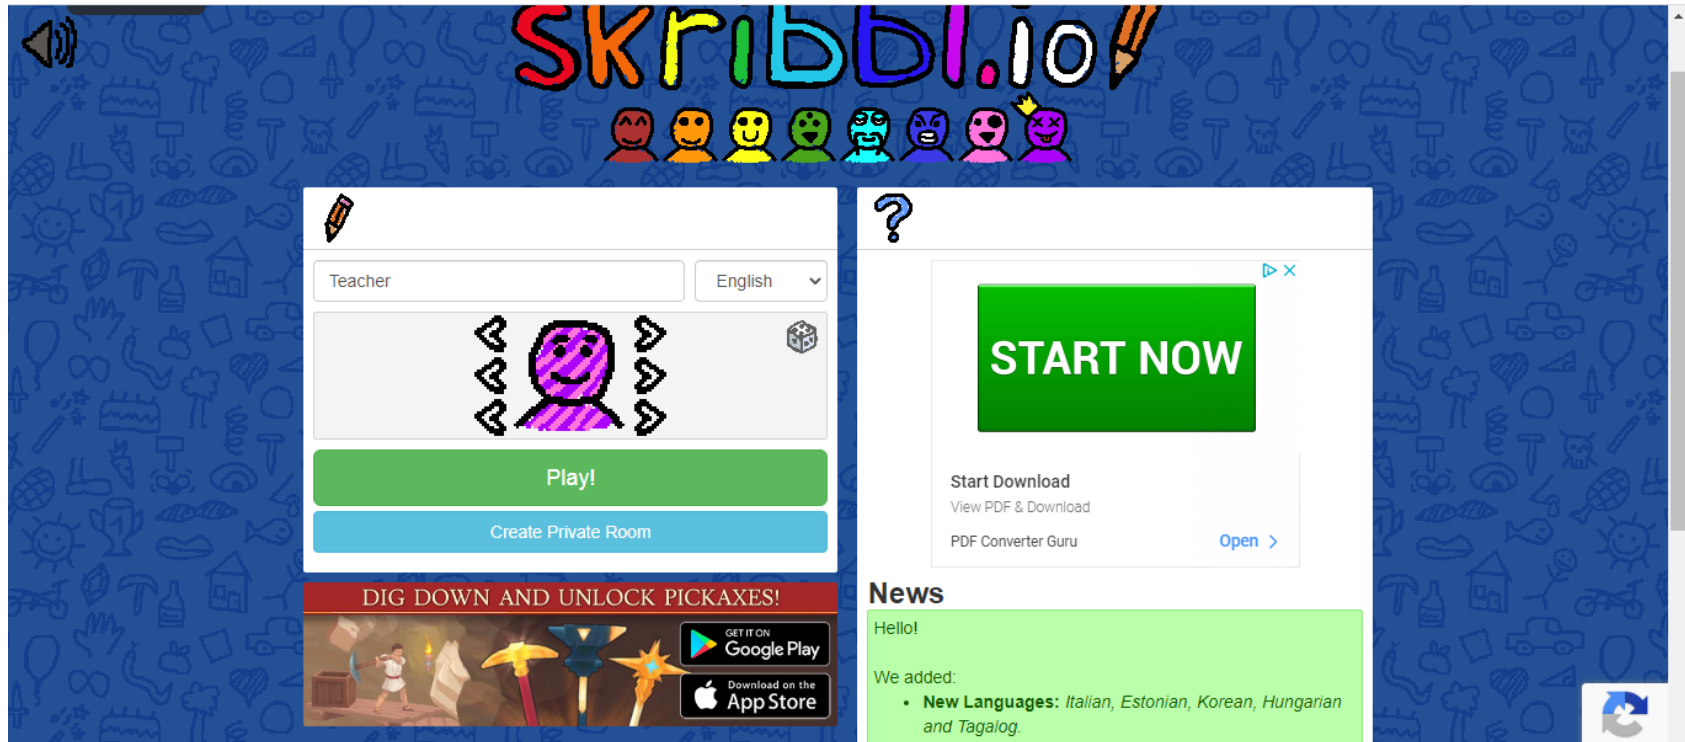 skribbl.io
Teacher
English
Play!
Create Private Room
DIG DOWN AND UNLOCK PICKAXES!
GET IT ON
Google Play
Download on the
App Store
START NOW
Start Download
View PDF & Download
PDF Converter Guru
Open
News
Hello!
We added:
• New Languages: Italian, Estonian, Korean, Hungarian
and Tagalog.